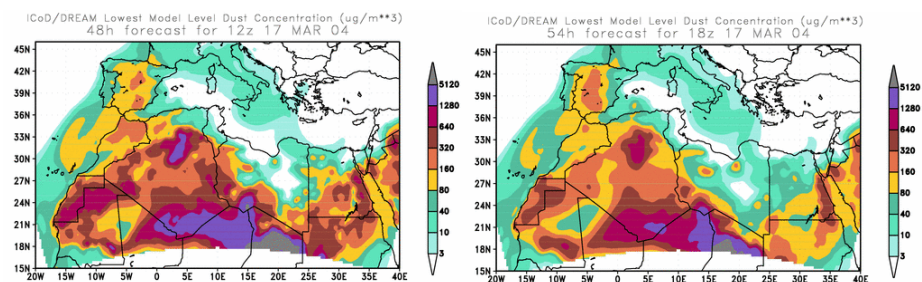 ICoD/DREAM Lowest Model Level Dust Concentration (ug/m**3)
48h forecast for 12z 17 MAR 04
45N
42N
39N
36N
33N
30N
27N
24N
21N
18N
15N
20W 15W 10W 5W 0 5E 10E 15E 20E 25E 30E 35E 40E
5120
1280
640
320
160
80
40
10
3
ICoD/DREAM Lowest Model Level Dust Concentration (ug/m**3)
54h forecast for 18z 17 MAR 04
45N
42N
39N
36N
33N
30N
27N
24N
21N
18N
15N
20W 15W 10W 5W 0 5E 10E 15E 20E 25E 30E 35E 40E
5120
1280
640
320
160
80
40
10
3